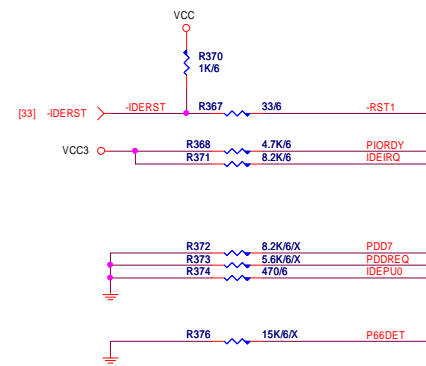 VCC
R370
1K/6
[33] -IDERST -IDERST R367 33/6 -RST1
VCC3 R368 4.7K/6 PIORDY
R371 8.2K/6 IDEIRQ
R372 8.2K/6/X PDD7
R373 5.6K/6/X PDDREQ
R374 470/6 IDEPU0
R376 15K/6/X P66DET